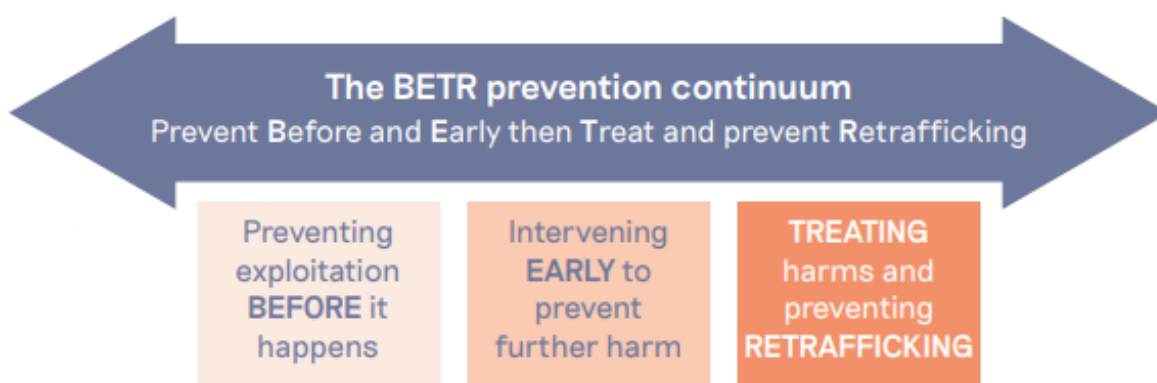 The BETR prevention continuum
Prevent Before and Early then Treat and prevent Retrafficking
Preventing
exploitation
BEFORE it
happens
Intervening
EARLY to
prevent
further harm
TREATING
harms and
preventing
RETRAFFICKING